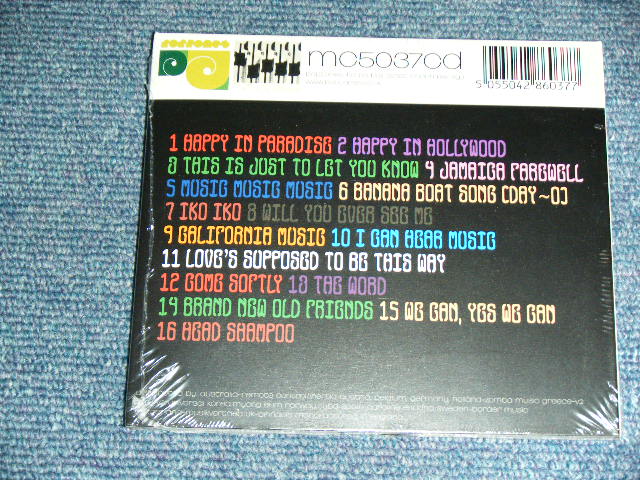 poppones
mc5037cd
5 055042 860377
1 HAPPY IN PARADISE 2 HAPPY IN HOLLYWOOD
3 THIS IS JUST TO LET YOU KNOW 4 JAMAICA FAREWELL
5 MUSIC MUSIC MUSIC 6 BANANA BOAT SONG (DAY~O)
7 IKO IKO 8 WILL YOU EVER SEE ME
9 CALIFORNIA MUSIC 10 I CAN HEAR MUSIC
11 LOVE'S SUPPOSED TO BE THIS WAY
12 COME SOFTLY 13 THE WORD
14 BRAND NEW OLD FRIENDS 15 WE CAN, YES WE CAN
16 HEAD SHAMPOO